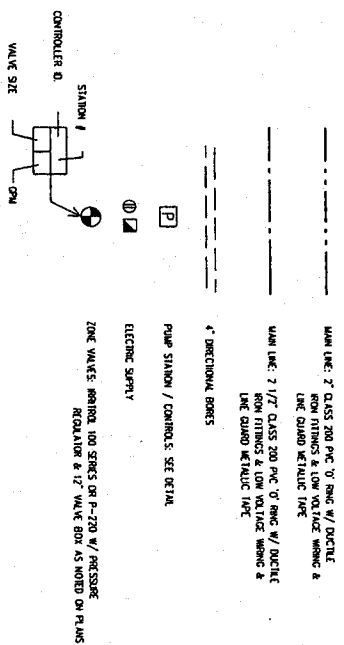 MAIN LINE: 2" CLASS 200 PVC 'O' RING W/ DUCTILE
IRON FITTINGS & LOW VOLTAGE WIRING &
LINE GUARD METALLIC TAPE
MAIN LINE: 2 1/2" CLASS 200 PVC 'O' RING W/ DUCTILE
IRON FITTINGS & LOW VOLTAGE WIRING &
LINE GUARD METALLIC TAPE
4" DIRECTIONAL BORES
P
PUMP STATION / CONTROLS: SEE DETAIL
ELECTRIC SUPPLY
ZONE VALVES: IRRITROL 100 SERIES OR P-220 W/ PRESSURE
REGULATOR & 12" VALVE BOX AS NOTED ON PLANS
STATION #
CONTROLLER ID.
VALVE SIZE
GPM